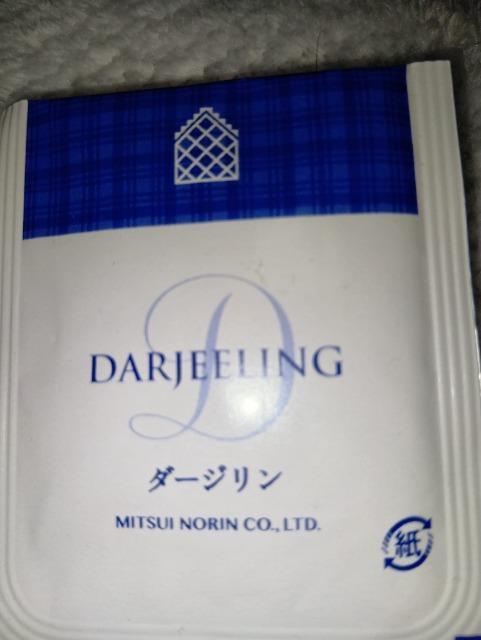 D
DARJEELING
ダージリン
MITSUI NORIN CO., LTD.
紙